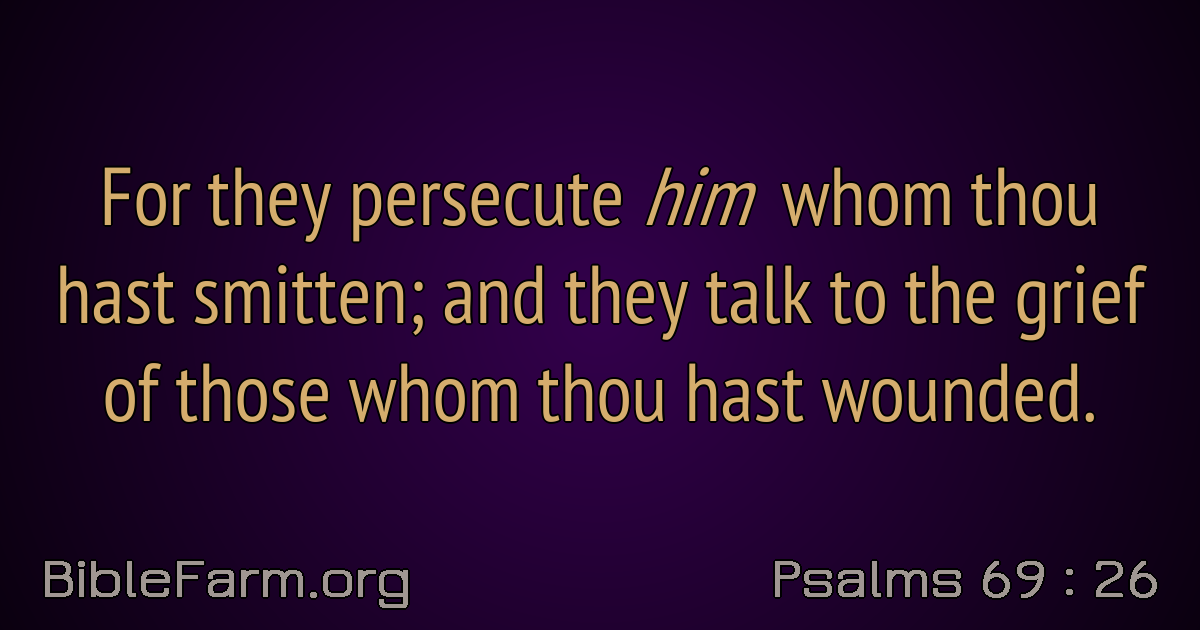 For they persecute him whom thou
hast smitten; and they talk to the grief
of those whom thou hast wounded.
BibleFarm.org
Psalms 69 : 26